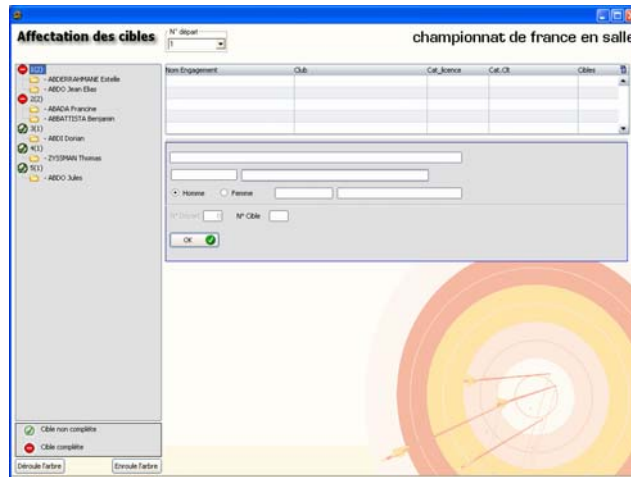 Affectation des cibles
N° départ
1
championnat de france en salle
1(2)
- ABDERRAHMANE Estelle
- ABDO Jean Elias
2(2)
- ABADA Francine
- ABBATTISTA Benjamin
3(1)
- ABDI Dorian
4(1)
- ZYSSMAN Thomas
5(1)
- ABDO Jules
Nom Engagement Club Cat_licence Cat.Clt Cibles
Homme Femme
N° Départ N° Cible
OK
Cible non complète
Cible complète
Déroule l'arbre Enroule l'arbre